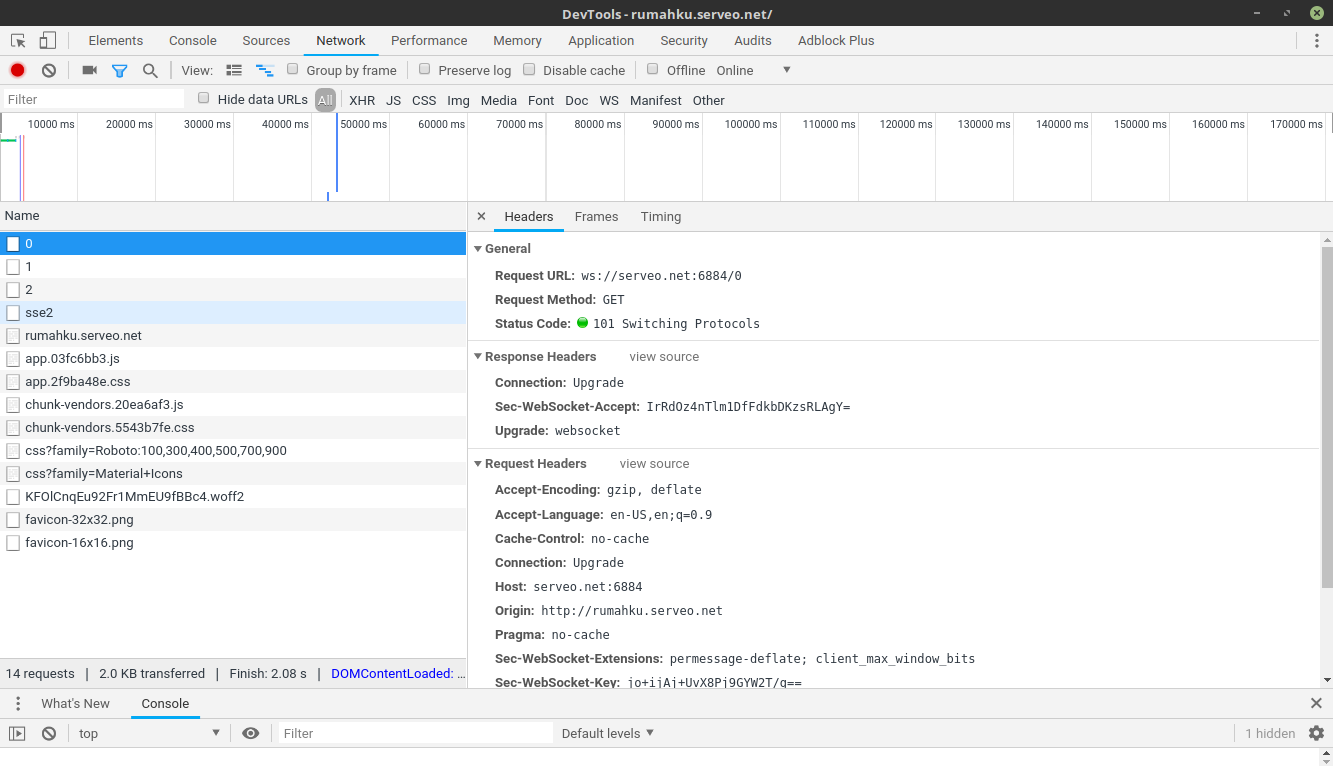 DevTools - rumahku.serveo.net/
Elements Console Sources Network Performance Memory Application Security Audits Adblock Plus
View: Group by frame Preserve log Disable cache Offline Online
Filter Hide data URLs All XHR JS CSS Img Media Font Doc WS Manifest Other
10000 ms 20000 ms 30000 ms 40000 ms 50000 ms 60000 ms 70000 ms 80000 ms 90000 ms 100000 ms 110000 ms 120000 ms 130000 ms 140000 ms 150000 ms 160000 ms 170000 ms
Name
0
1
2
sse2
rumahku.serveo.net
app.03fc6bb3.js
app.2f9ba48e.css
chunk-vendors.20ea6af3.js
chunk-vendors.5543b7fe.css
css?family=Roboto:100,300,400,500,700,900
css?family=Material+Icons
KFOlCnqEu92Fr1MmEU9fBBc4.woff2
favicon-32x32.png
favicon-16x16.png
14 requests | 2.0 KB transferred | Finish: 2.08 s | DOMContentLoaded: ...
Headers Frames Timing
General
Request URL: ws://serveo.net:6884/0
Request Method: GET
Status Code: 101 Switching Protocols
Response Headers view source
Connection: Upgrade
Sec-WebSocket-Accept: IrRdOz4nTlm1DfFdkbDKzsRLAgY=
Upgrade: websocket
Request Headers view source
Accept-Encoding: gzip, deflate
Accept-Language: en-US,en;q=0.9
Cache-Control: no-cache
Connection: Upgrade
Host: serveo.net:6884
Origin: http://rumahku.serveo.net
Pragma: no-cache
Sec-WebSocket-Extensions: permessage-deflate; client_max_window_bits
Sec-WebSocket-Key: jo+ijAj+UvX8Pj9GYW2T/q==
What's New Console
top Filter Default levels 1 hidden